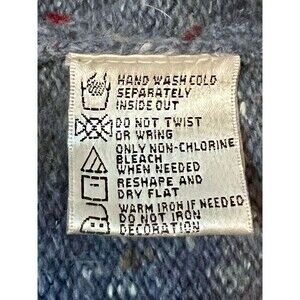 HAND WASH COLD
SEPARATELY
INSIDE OUT
DO NOT TWIST
OR WRING
ONLY NON-CHLORINE
BLEACH
WHEN NEEDED
RESHAPE AND
DRY FLAT
WARM IRON IF NEEDED
DO NOT IRON
DECORATION